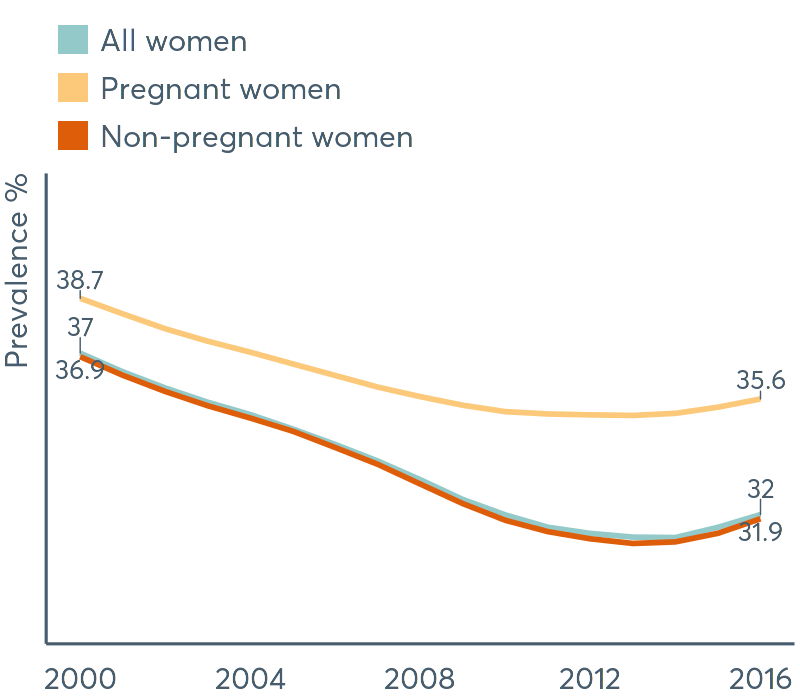 All women
Pregnant women
Non-pregnant women
Prevalence %
38.7
37
36.9
35.6
32
31.9
2000 2004 2008 2012 2016